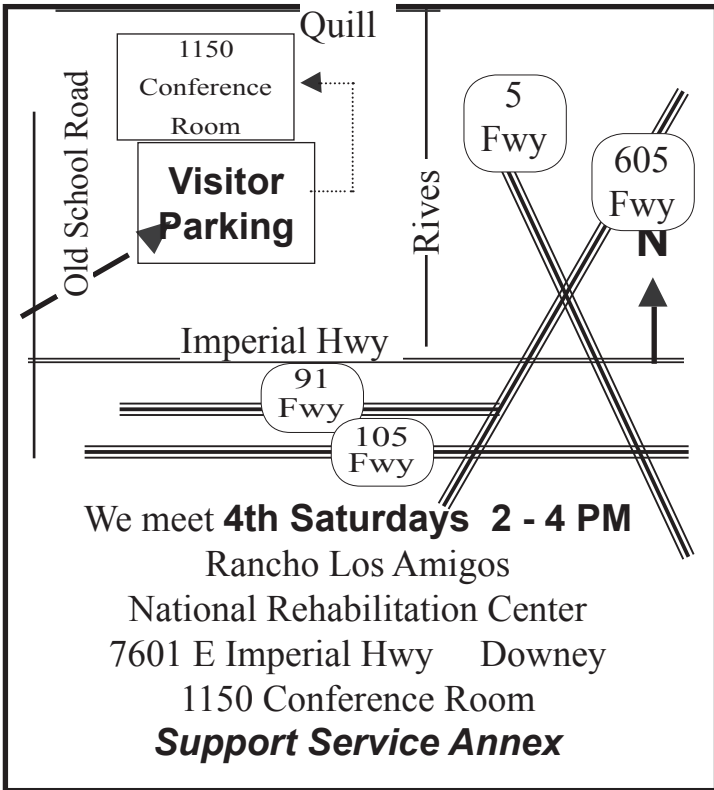 Quill
1150
Conference
Room
Old School Road
Visitor
Parking
Rives
5
Fwy
605
Fwy
N
Imperial Hwy
91
Fwy
105
Fwy
We meet 4th Saturdays 2 - 4 PM
Rancho Los Amigos
National Rehabilitation Center
7601 E Imperial Hwy Downey
1150 Conference Room
Support Service Annex